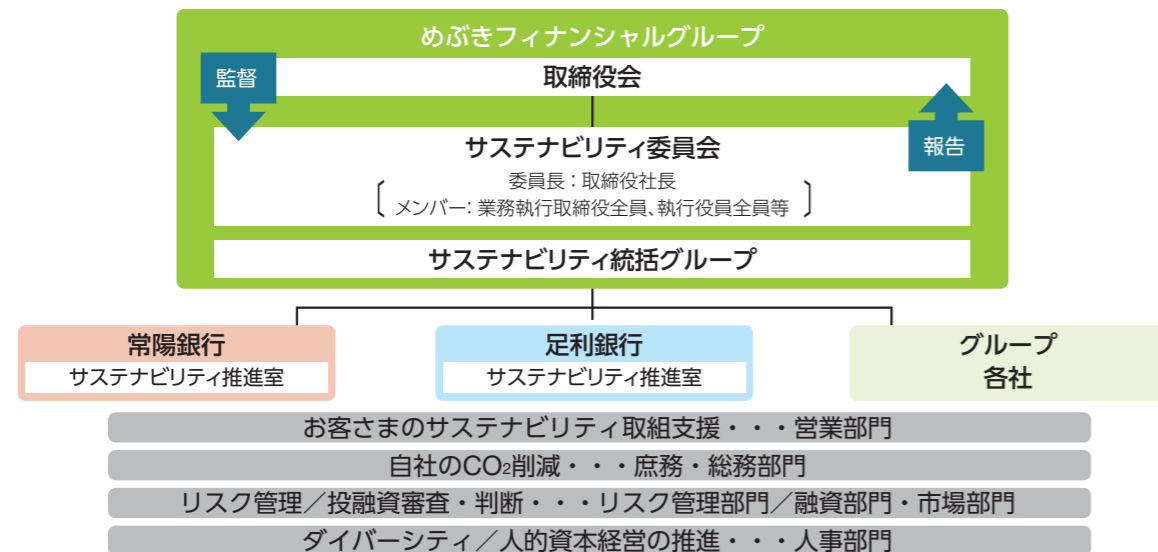 めぶきフィナンシャルグループ
監督
取締役会
サステナビリティ委員会
報告
委員長：取締役社長
メンバー：業務執行取締役全員、執行役員全員等
サステナビリティ統括グループ
常陽銀行
サステナビリティ推進室
足利銀行
サステナビリティ推進室
グループ
各社
お客さまのサステナビリティ取組支援・・・営業部門
自社のCO₂削減・・・庶務・総務部門
リスク管理／投融資審査・判断・・・リスク管理部門／融資部門・市場部門
ダイバーシティ／人的資本経営の推進・・・人事部門